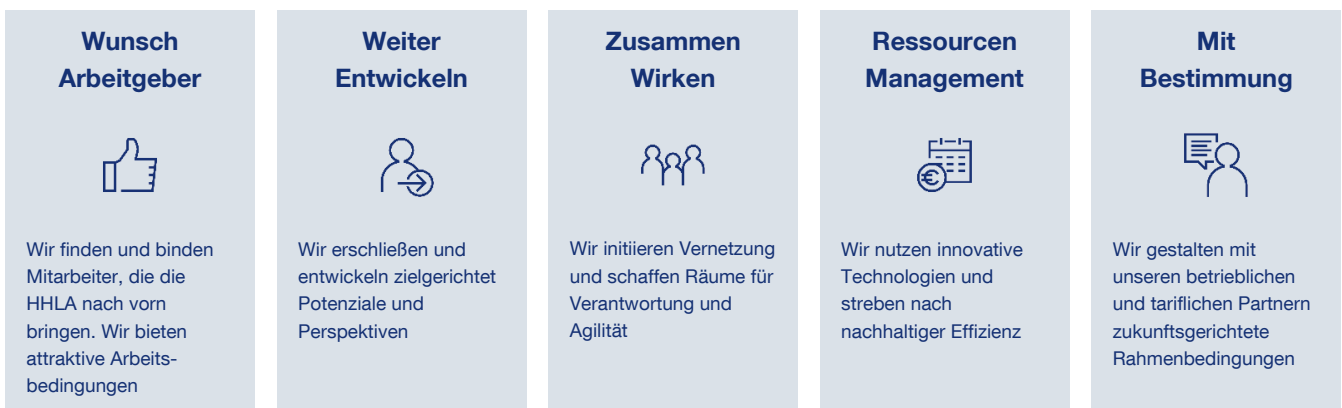 Wunsch
Arbeitgeber
Wir finden und binden
Mitarbeiter, die die
HHLA nach vorn
bringen. Wir bieten
attraktive Arbeits-
bedingungen
Weiter
Entwickeln
Wir erschließen und
entwickeln zielgerichtet
Potenziale und
Perspektiven
Zusammen
Wirken
Wir initiieren Vernetzung
und schaffen Räume für
Verantwortung und
Agilität
Ressourcen
Management
€
Wir nutzen innovative
Technologien und
streben nach
nachhaltiger Effizienz
Mit
Bestimmung
Wir gestalten mit
unseren betrieblichen
und tariflichen Partnern
zukunftsgerichtete
Rahmenbedingungen